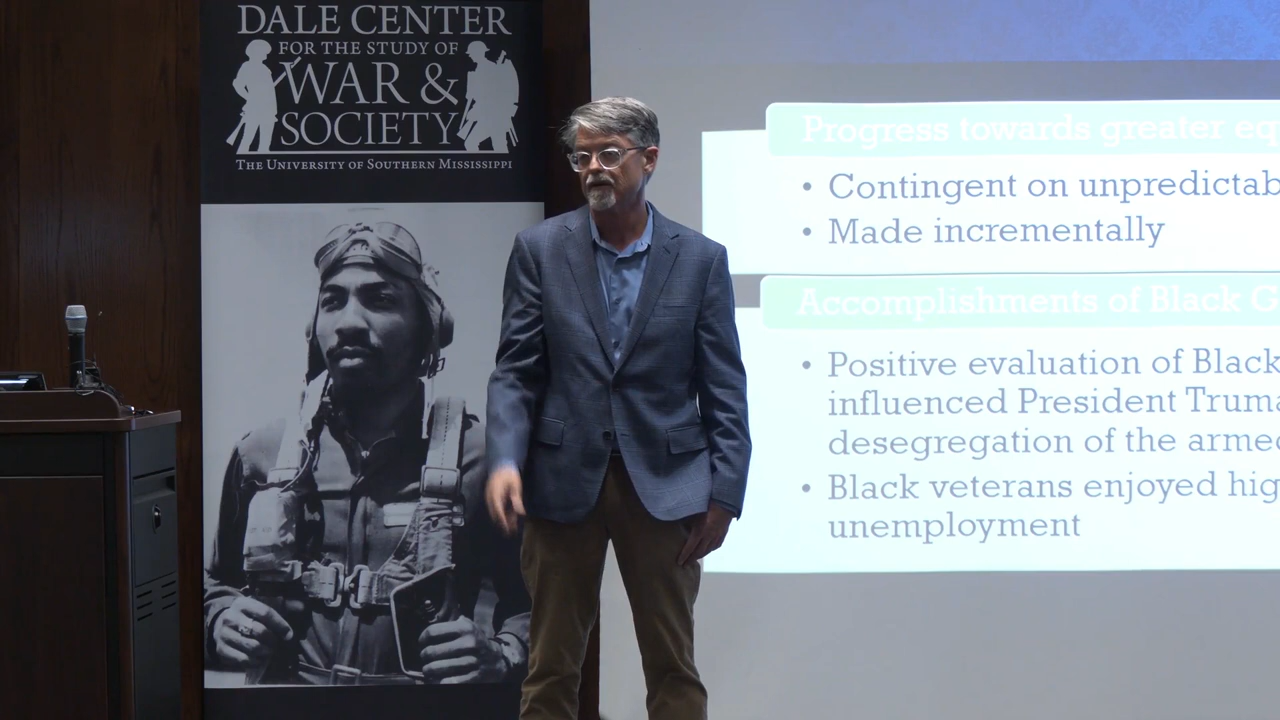 DALE CENTER
FOR THE STUDY OF
WAR &
SOCIETY
THE UNIVERSITY OF SOUTHERN MISSISSIPPI
Progress towards greater eq
• Contingent on unpredictab
• Made incrementally
Accomplishments of Black G
• Positive evaluation of Black
influenced President Truma
desegregation of the arme
• Black veterans enjoyed hig
unemployment